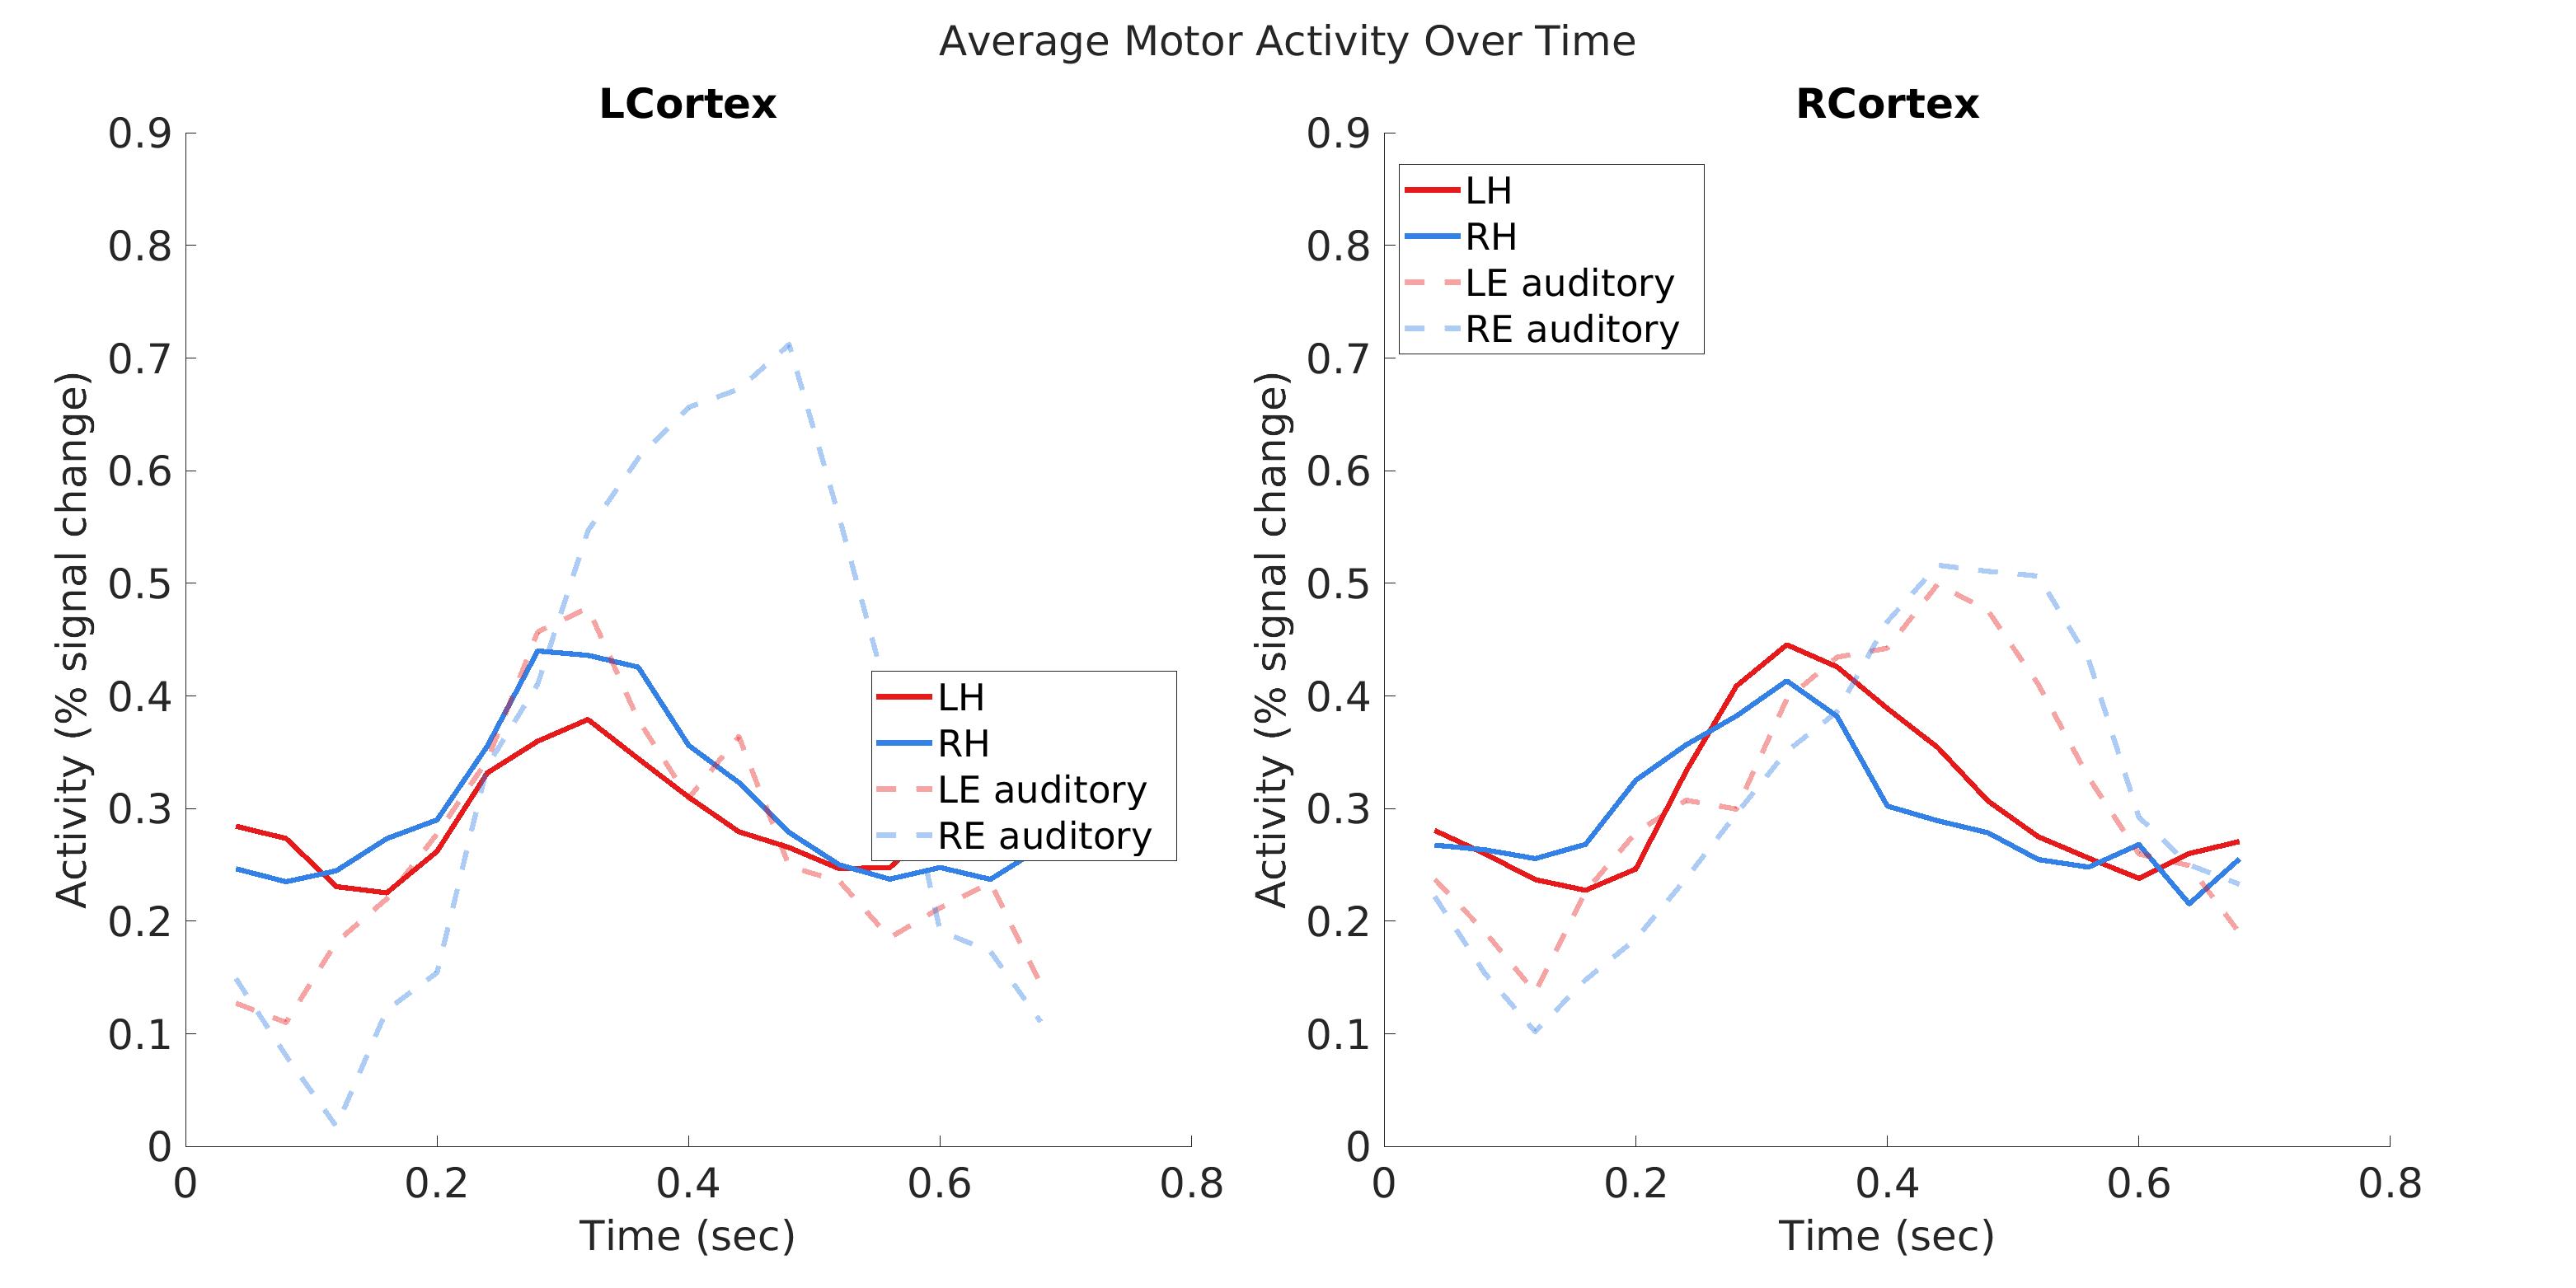 Average Motor Activity Over Time
LCortex
0.9
0.8
0.7
0.6
0.5
0.4
0.3
0.2
0.1
0
Activity (% signal change)
LH
RH
LE auditory
RE auditory
0
0.2
0.4
0.6
0.8
Time (sec)
RCortex
0.9
0.8
0.7
0.6
0.5
0.4
0.3
0.2
0.1
0
Activity (% signal change)
LH
RH
LE auditory
RE auditory
0
0.2
0.4
0.6
0.8
Time (sec)